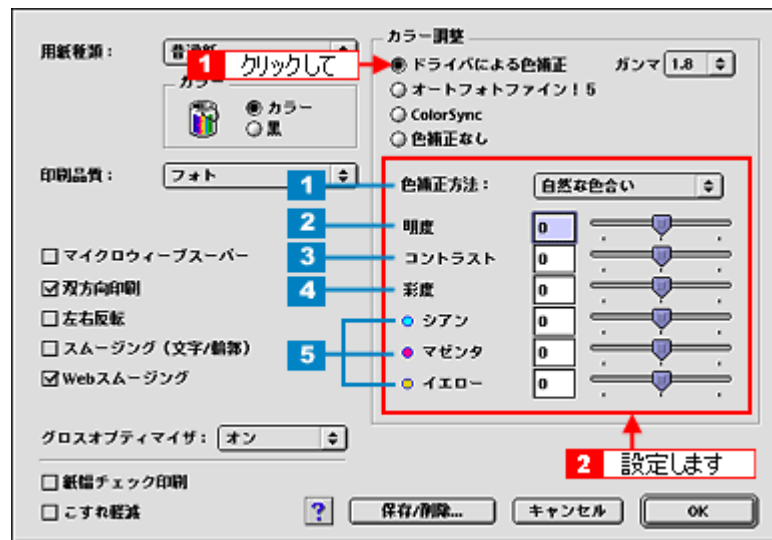 用紙種類：
普通紙
1 クリックして
カラー
カラー
黒
印刷品質：
フォト
マイクロウィーブスーパー
双方向印刷
左右反転
スムージング（文字/輪郭）
Webスムージング
グロスオプティマイザ：
オン
紙幅チェック印刷
こすれ軽減
カラー調整
ドライバによる色補正
ガンマ 1.8
オートフォトファイン！5
ColorSync
色補正なし
1 色補正方法：
自然な色合い
2 明度 0
3 コントラスト 0
4 彩度 0
5
シアン 0
マゼンタ 0
イエロー 0
2 設定します
?
保存/削除...
キャンセル
OK